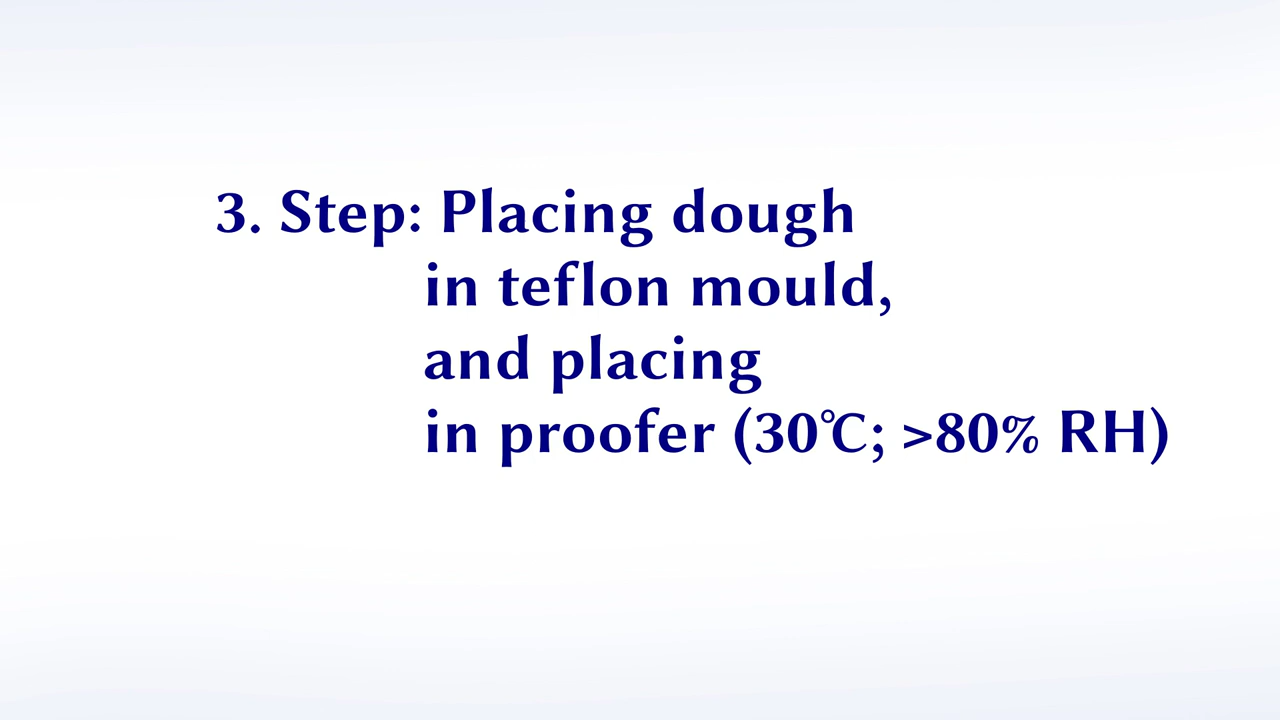 3. Step: Placing dough
in teflon mould,
and placing
in proofer (30℃; >80% RH)